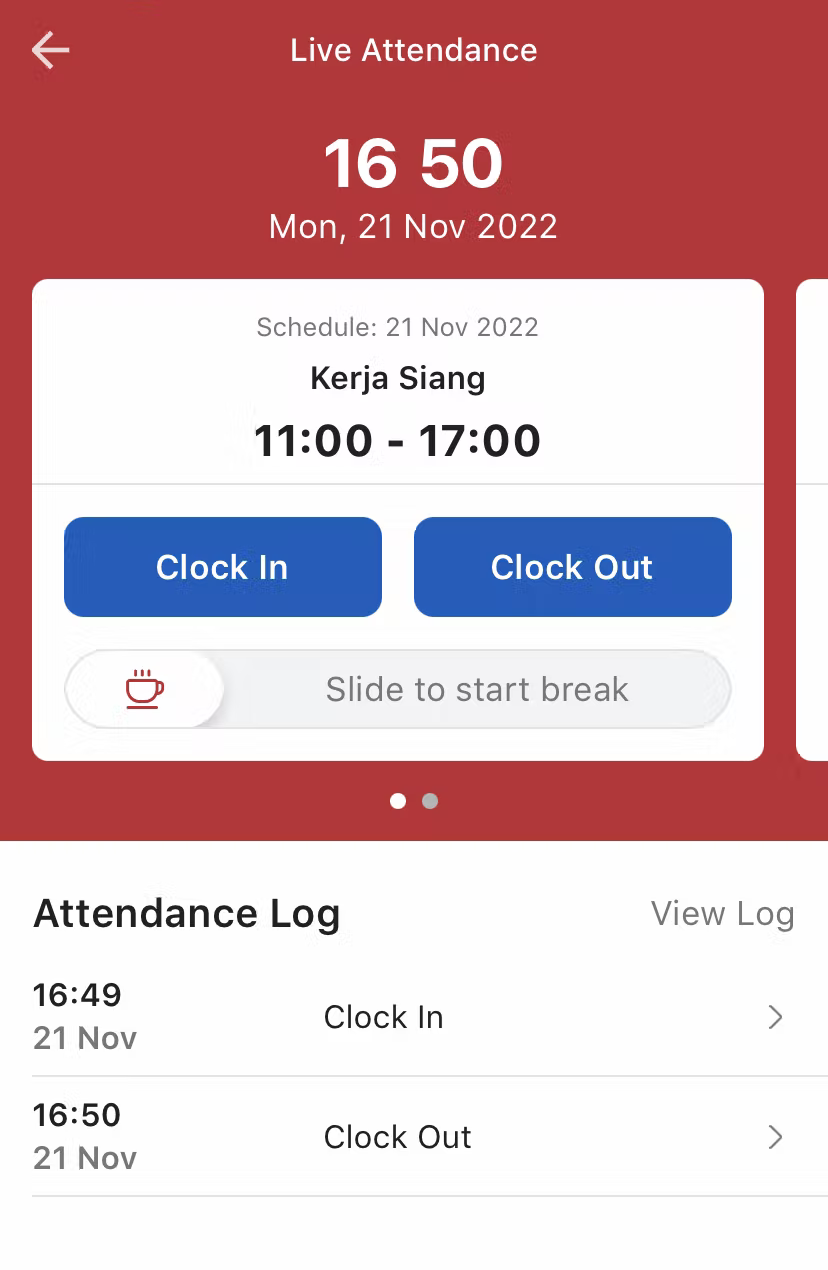 Live Attendance
16 50
Mon, 21 Nov 2022
Schedule: 21 Nov 2022
Kerja Siang
11:00 - 17:00
Clock In
Clock Out
Slide to start break
Attendance Log
View Log
16:49
21 Nov
Clock In
16:50
21 Nov
Clock Out